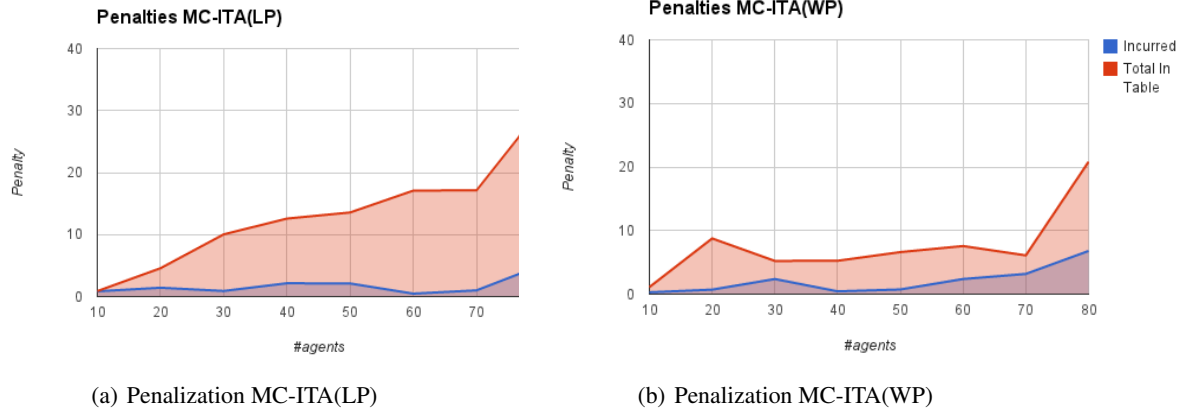 Penalties MC-ITA(LP)
40
30
20
10
0
Penalty
10 20 30 40 50 60 70
#agents
(a) Penalization MC-ITA(LP)
Penalties MC-ITA(WP)
40
30
20
10
0
Penalty
10 20 30 40 50 60 70 80
#agents
Incurred
Total In
Table
(b) Penalization MC-ITA(WP)